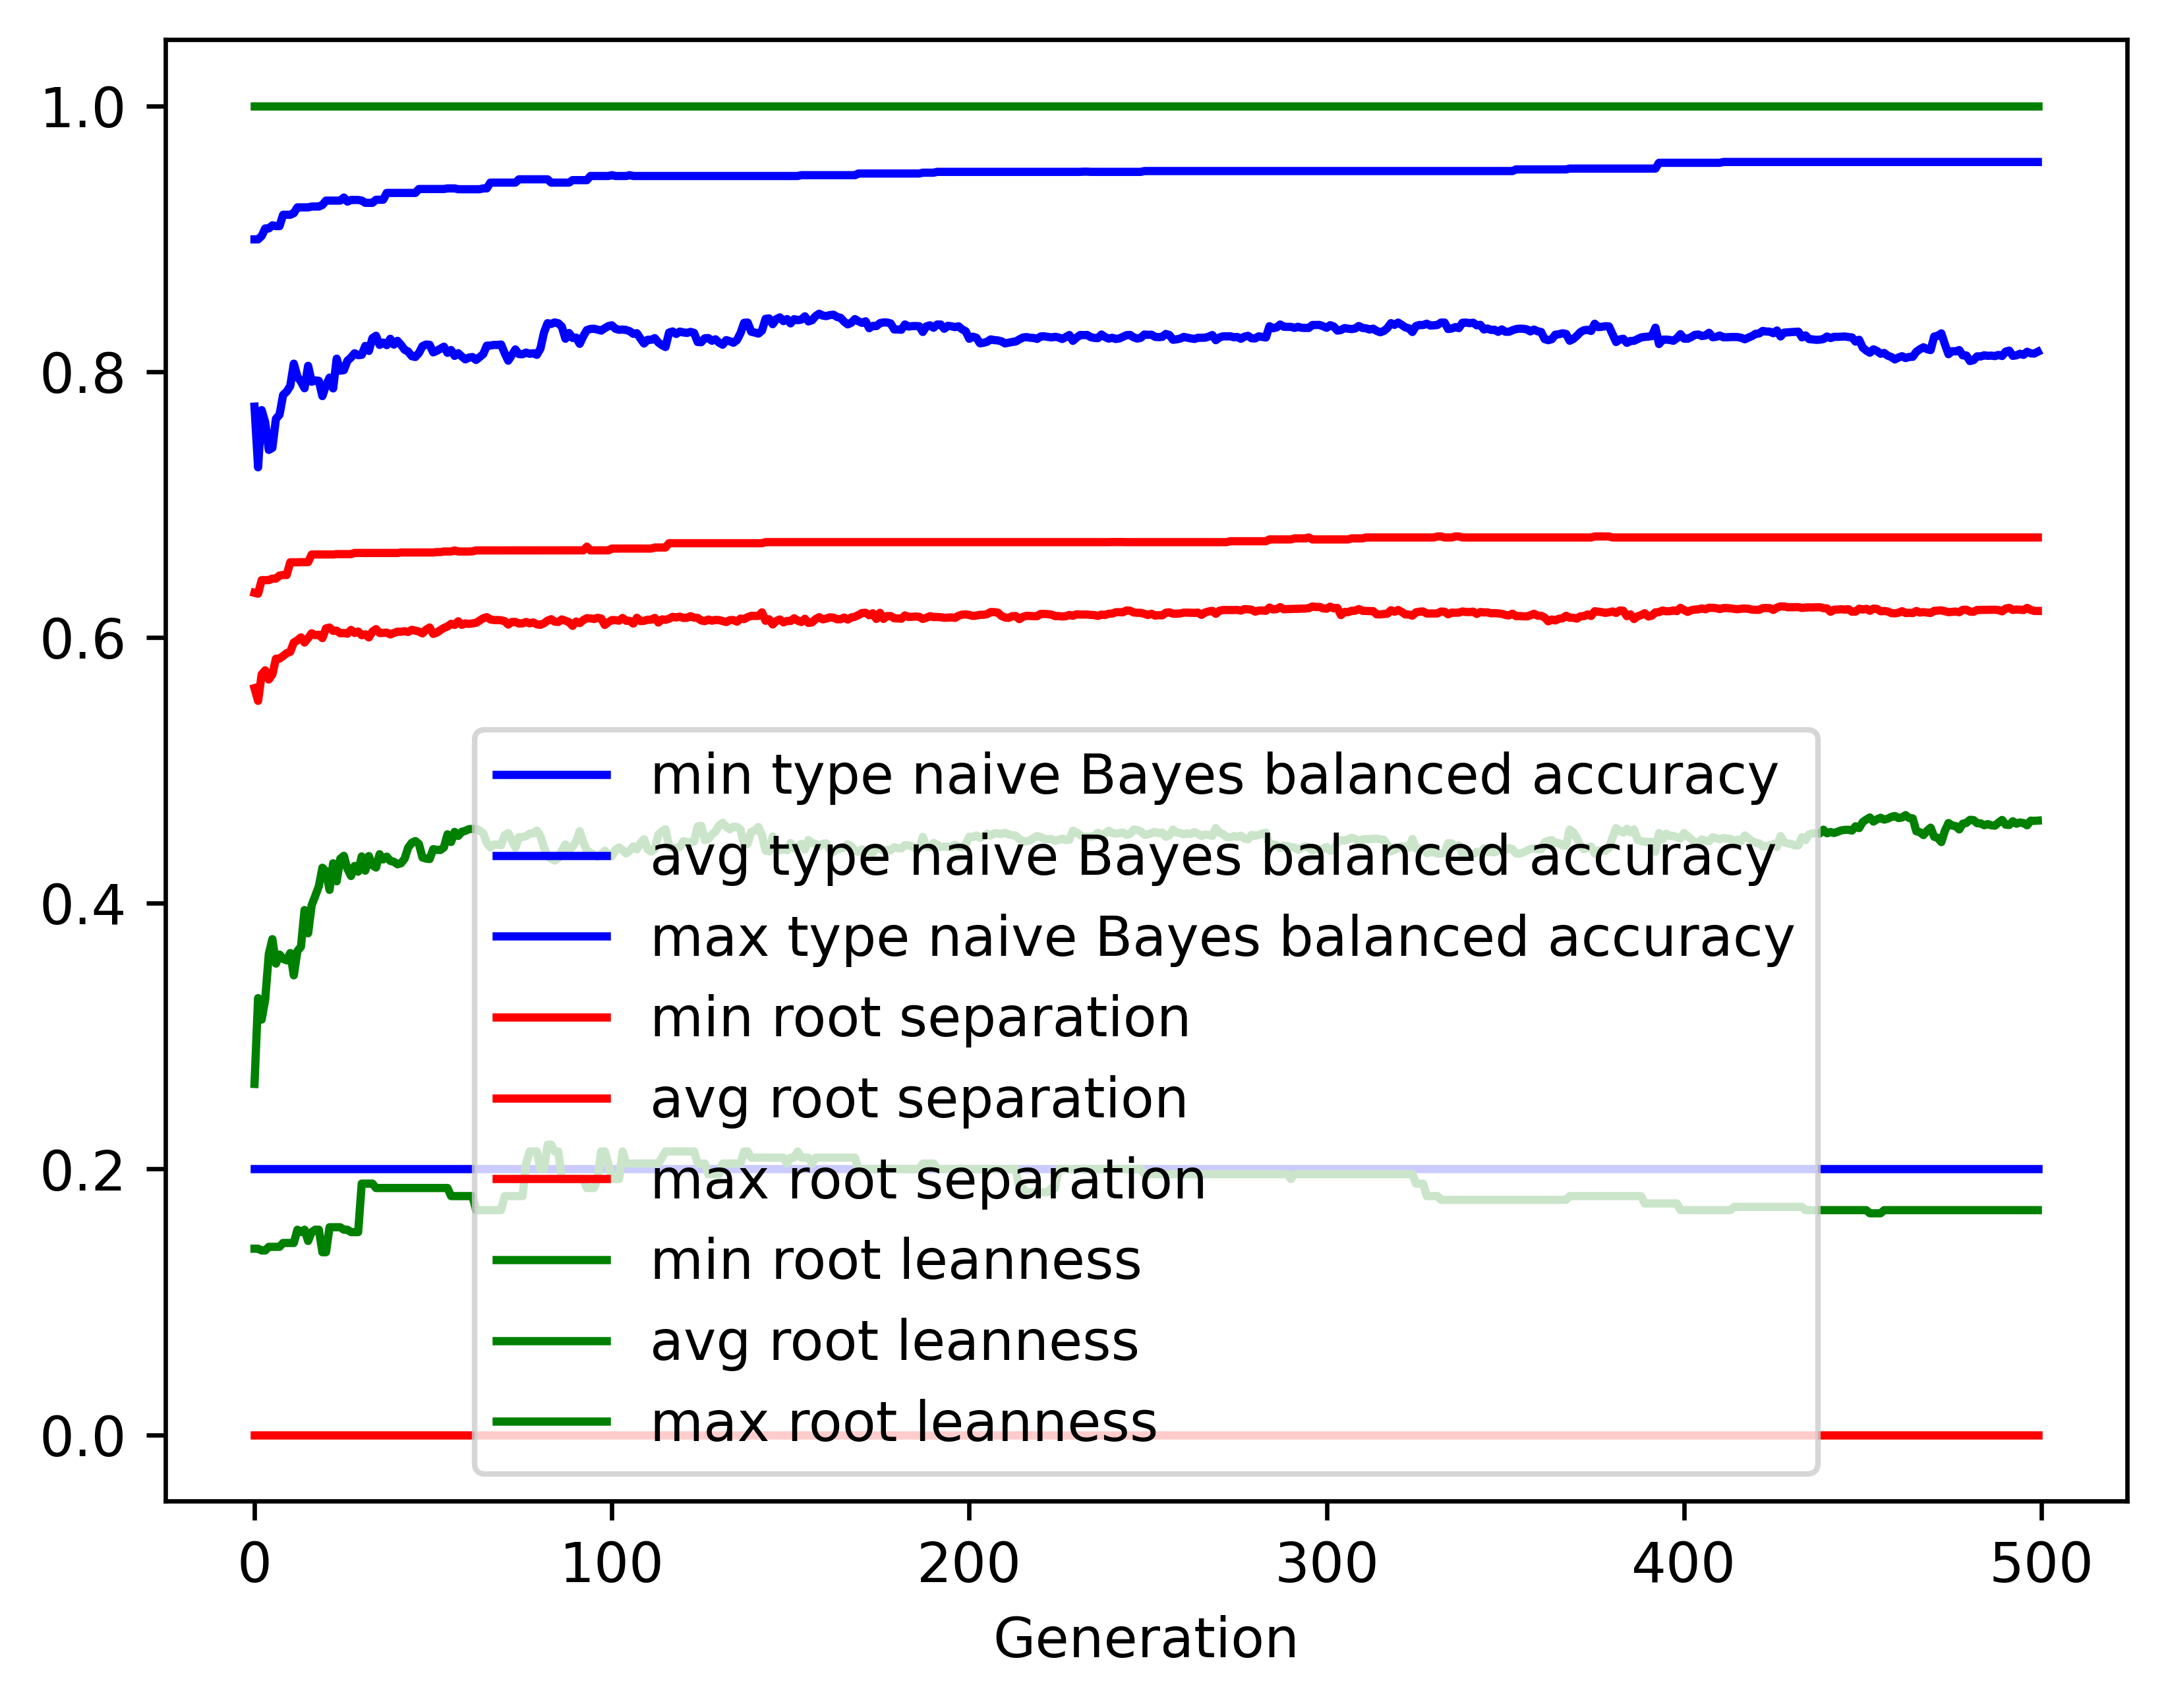 1.0
0.8
0.6
0.4
0.2
0.0
min type naive Bayes balanced accuracy
avg type naive Bayes balanced accuracy
max type naive Bayes balanced accuracy
min root separation
avg root separation
max root separation
min root leanness
avg root leanness
max root leanness
0 100 200 300 400 500
Generation